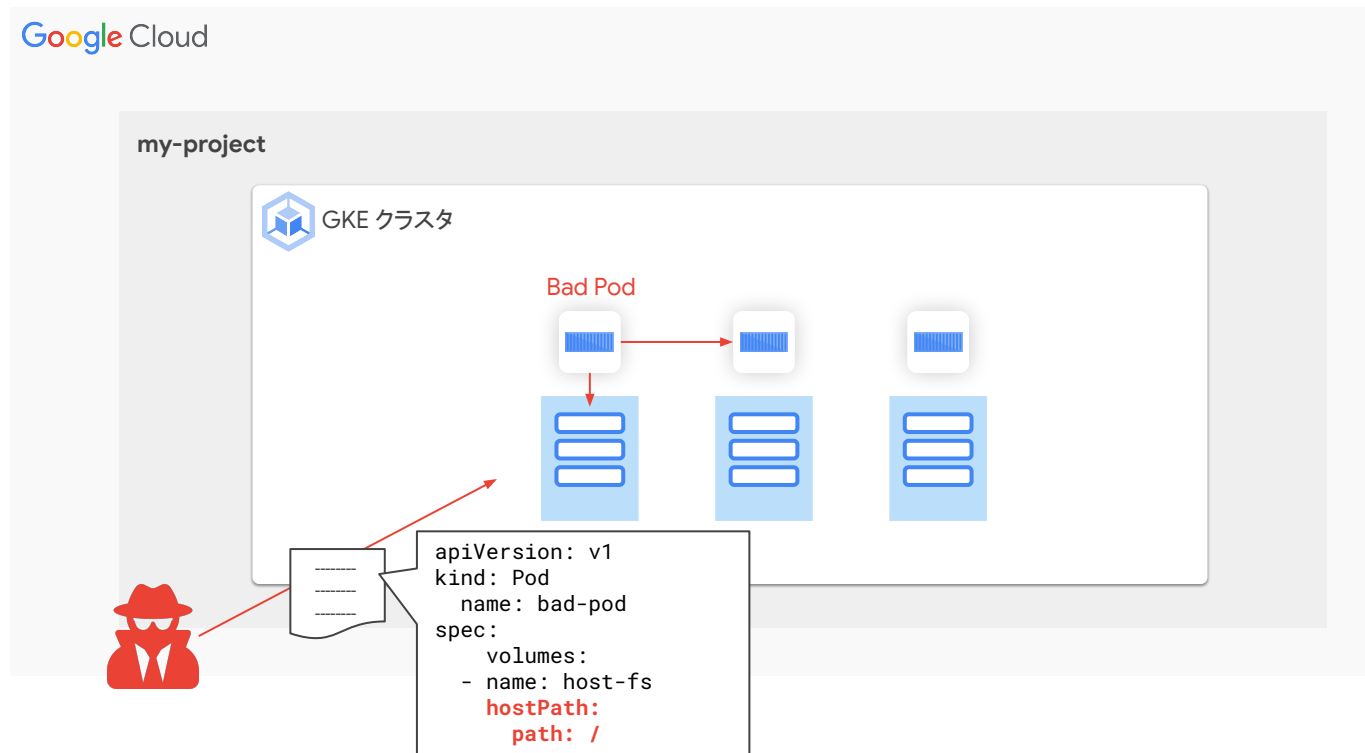 Google Cloud
my-project
GKE クラスタ
Bad Pod
apiVersion: v1
kind: Pod
  name: bad-pod
spec:
    volumes:
  - name: host-fs
    hostPath:
      path: /